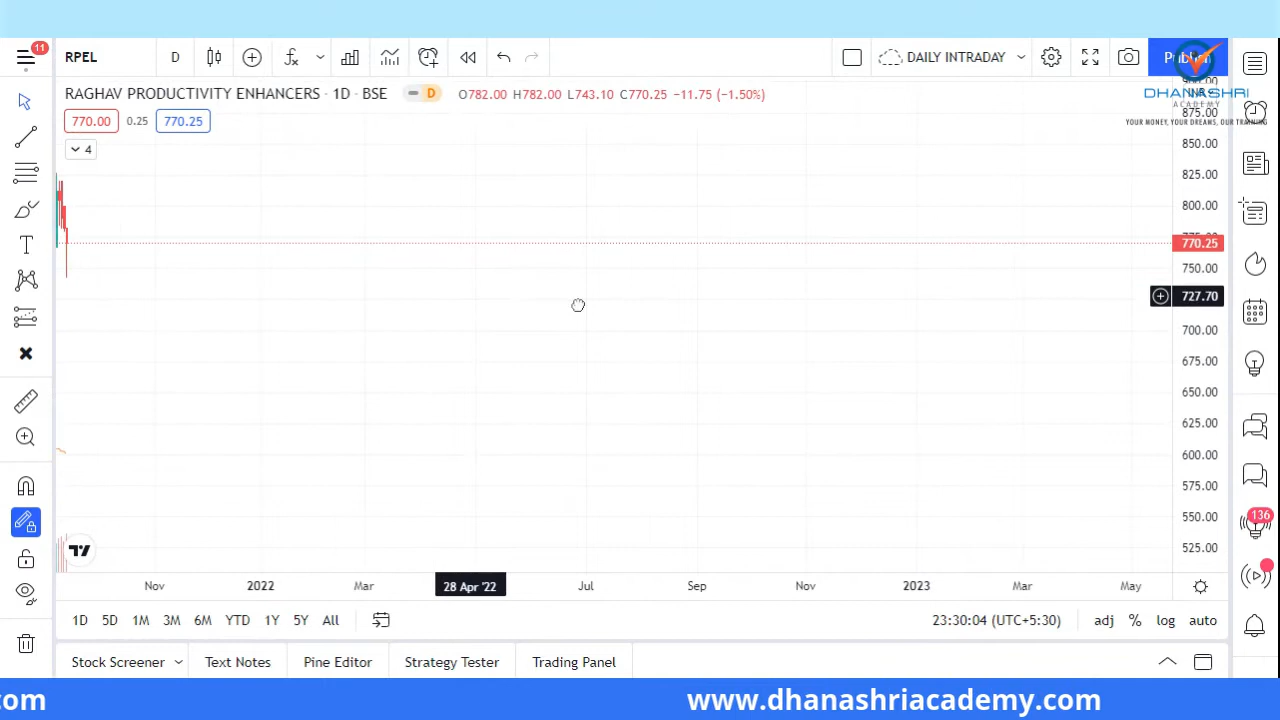 11
RPEL D DAILY INTRADAY Publish
DHANASHRI
ACADEMY
YOUR MONEY, YOUR DREAMS, OUR TRAINING
RAGHAV PRODUCTIVITY ENHANCERS · 1D · BSE D O782.00 H782.00 L743.10 C770.25 −11.75 (−1.50%)
770.00 0.25 770.25
4
900.00
875.00
850.00
825.00
800.00
775.00
770.25
750.00
727.70
700.00
675.00
650.00
625.00
600.00
575.00
550.00
525.00
136
Nov 2022 Mar 28 Apr '22 Jul Sep Nov 2023 Mar May
1D 5D 1M 3M 6M YTD 1Y 5Y All 23:30:04 (UTC+5:30) adj % log auto
Stock Screener Text Notes Pine Editor Strategy Tester Trading Panel
com www.dhanashriacademy.com